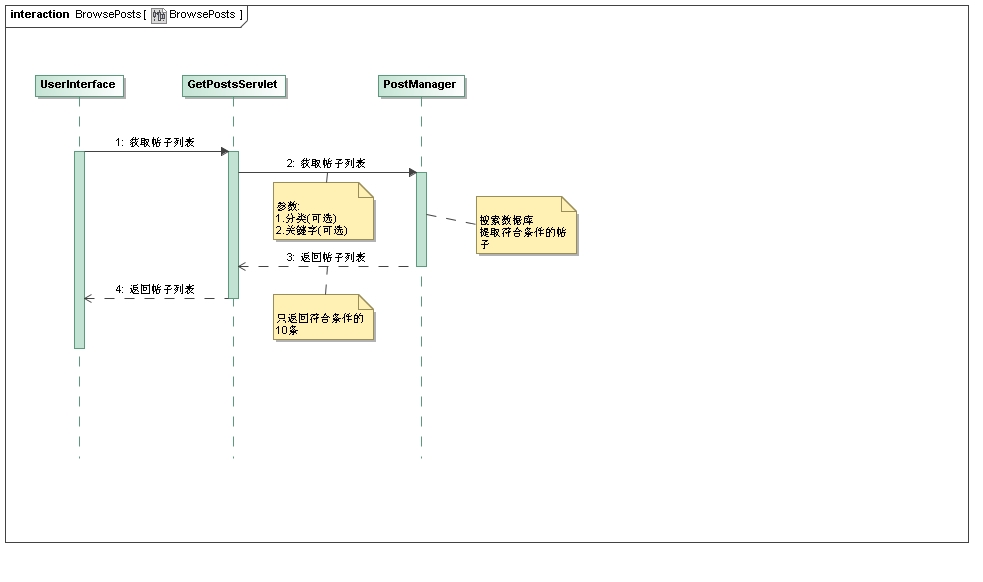 interaction BrowsePosts[ BrowsePosts ]
UserInterface
GetPostsServlet
PostManager
1: 获取帖子列表
2: 获取帖子列表
参数:
1.分类(可选)
2.关键字(可选)
搜索数据库
提取符合条件的帖
子
3: 返回帖子列表
4: 返回帖子列表
只返回符合条件的
10条